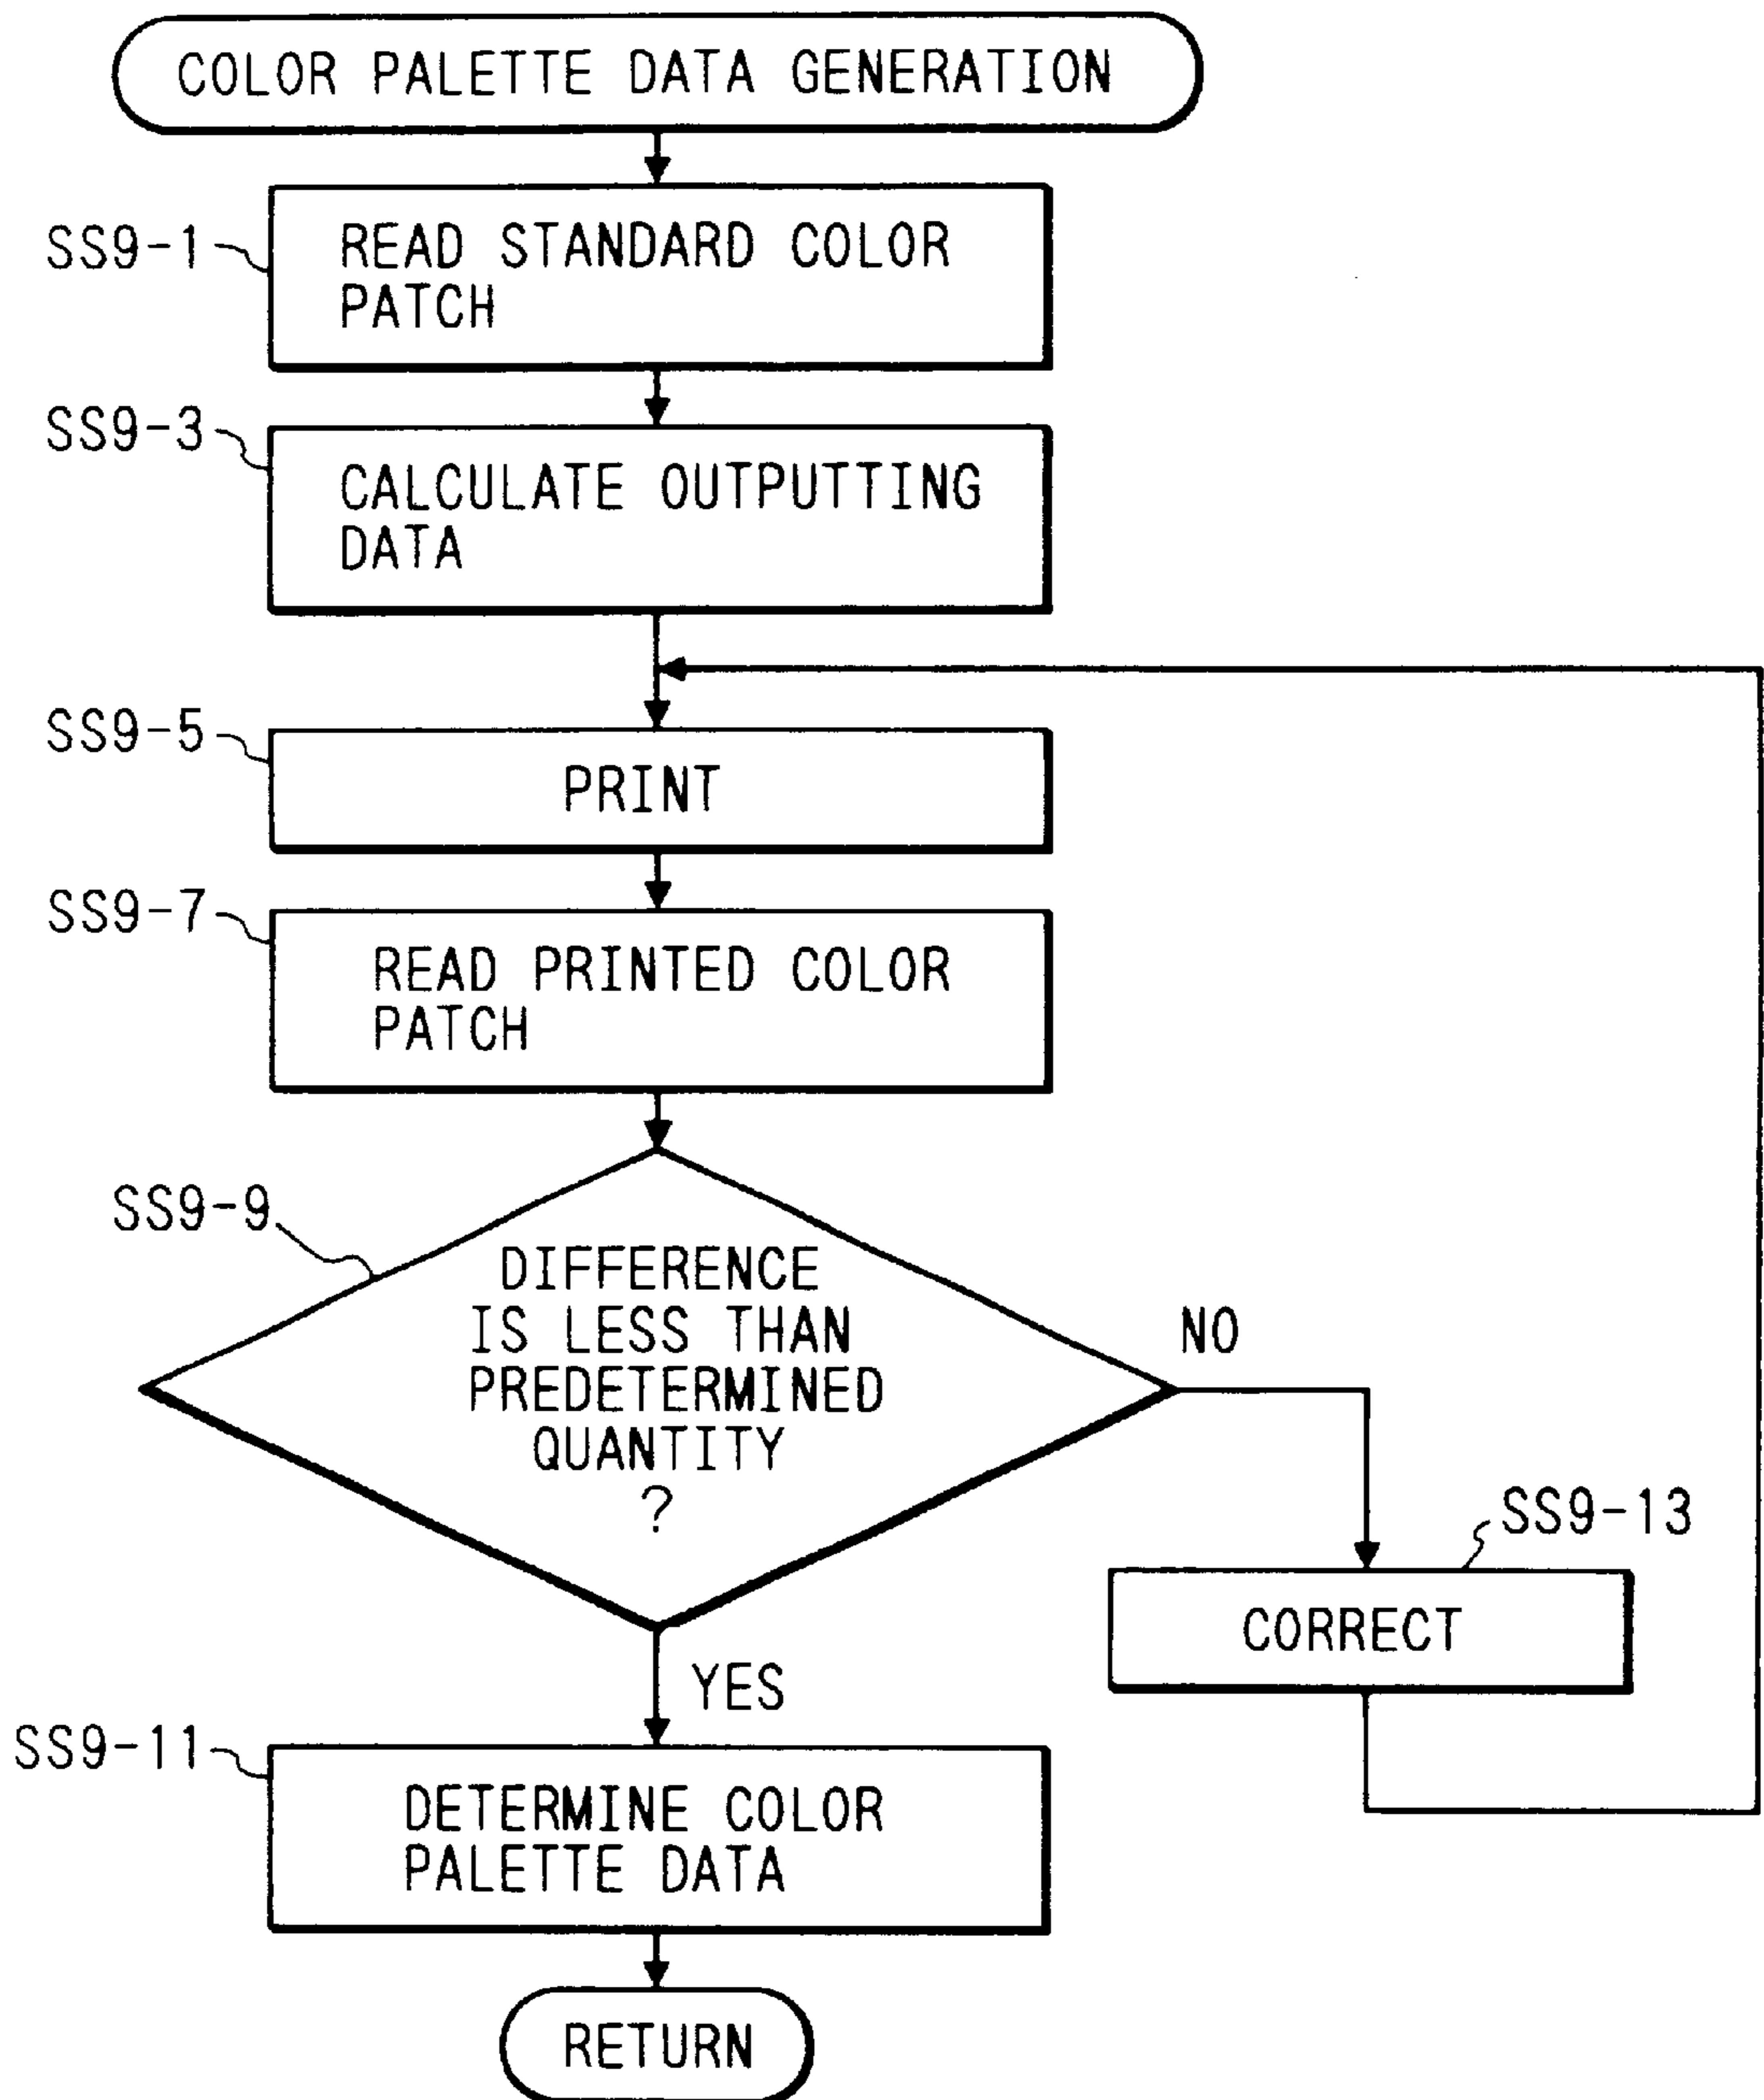 COLOR PALETTE DATA GENERATION
SS9-1
READ STANDARD COLOR
PATCH
SS9-3
CALCULATE OUTPUTTING
DATA
SS9-5
PRINT
SS9-7
READ PRINTED COLOR
PATCH
SS9-9
DIFFERENCE
IS LESS THAN
PREDETERMINED
QUANTITY
?
NO
SS9-13
CORRECT
YES
SS9-11
DETERMINE COLOR
PALETTE DATA
RETURN